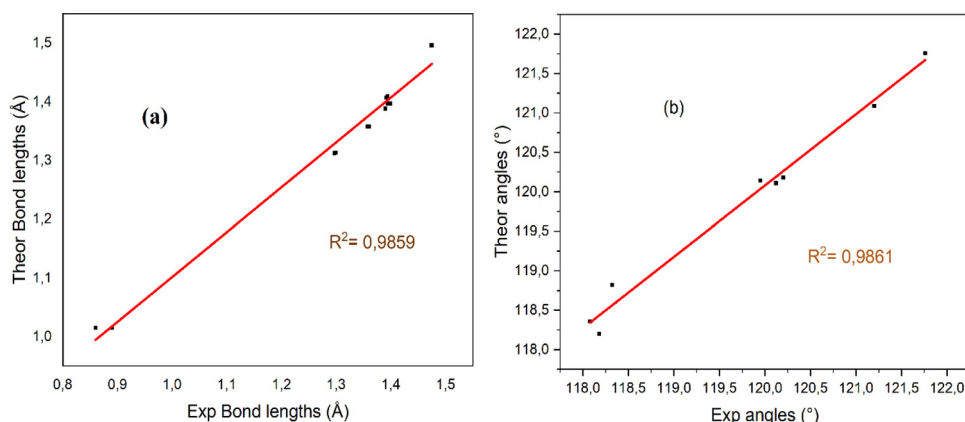 (a)
Theor Bond lengths (Å)
1,5
1,4
1,3
1,2
1,1
1,0
R²= 0,9859
0,8 0,9 1,0 1,1 1,2 1,3 1,4 1,5
Exp Bond lengths (Å)
(b)
Theor angles (°)
122,0
121,5
121,0
120,5
120,0
119,5
119,0
118,5
118,0
R²= 0,9861
118,0 118,5 119,0 119,5 120,0 120,5 121,0 121,5 122,0
Exp angles (°)